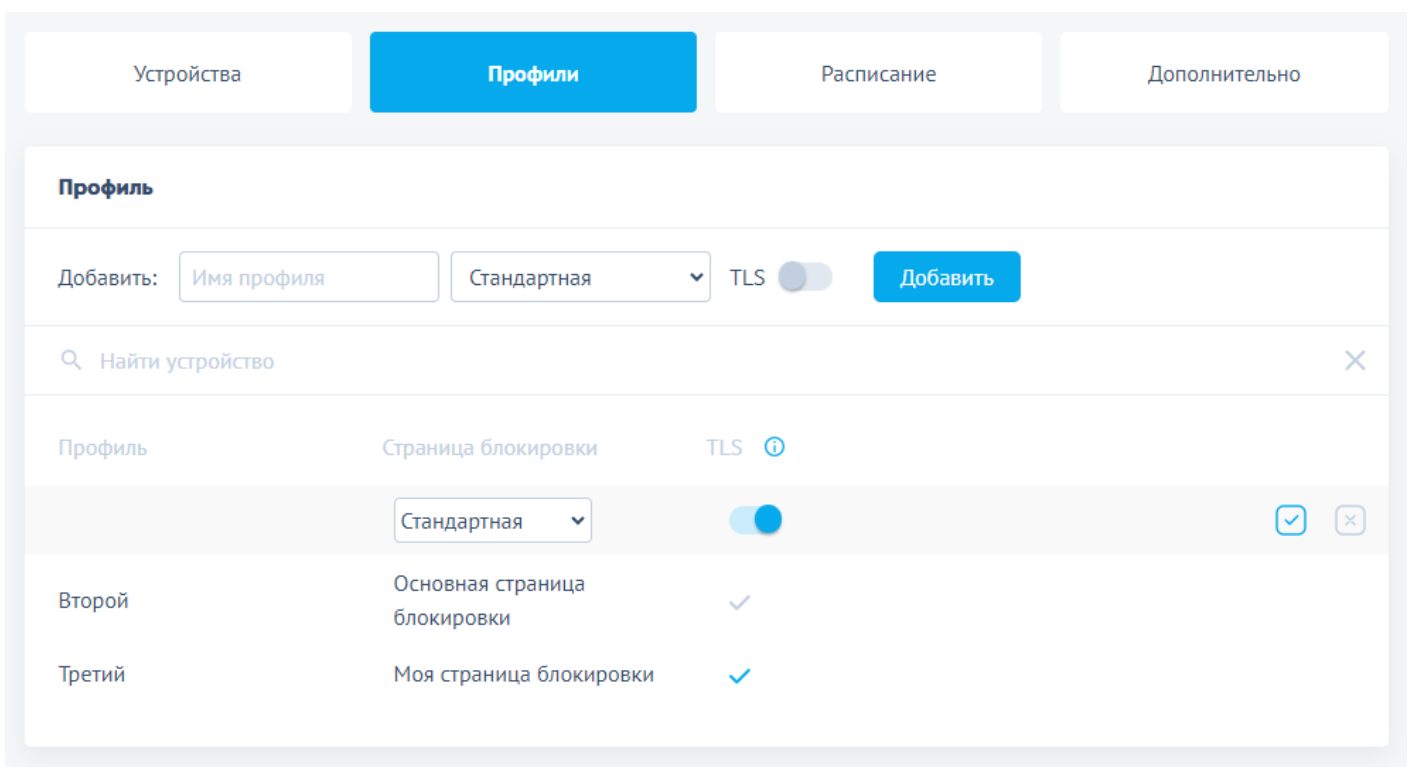 Устройства
Профили
Расписание
Дополнительно
Профиль
Добавить:
Имя профиля
Стандартная
TLS
Добавить
Найти устройство
Профиль
Страница блокировки
TLS
Стандартная
Второй
Основная страница
блокировки
Третий
Моя страница блокировки